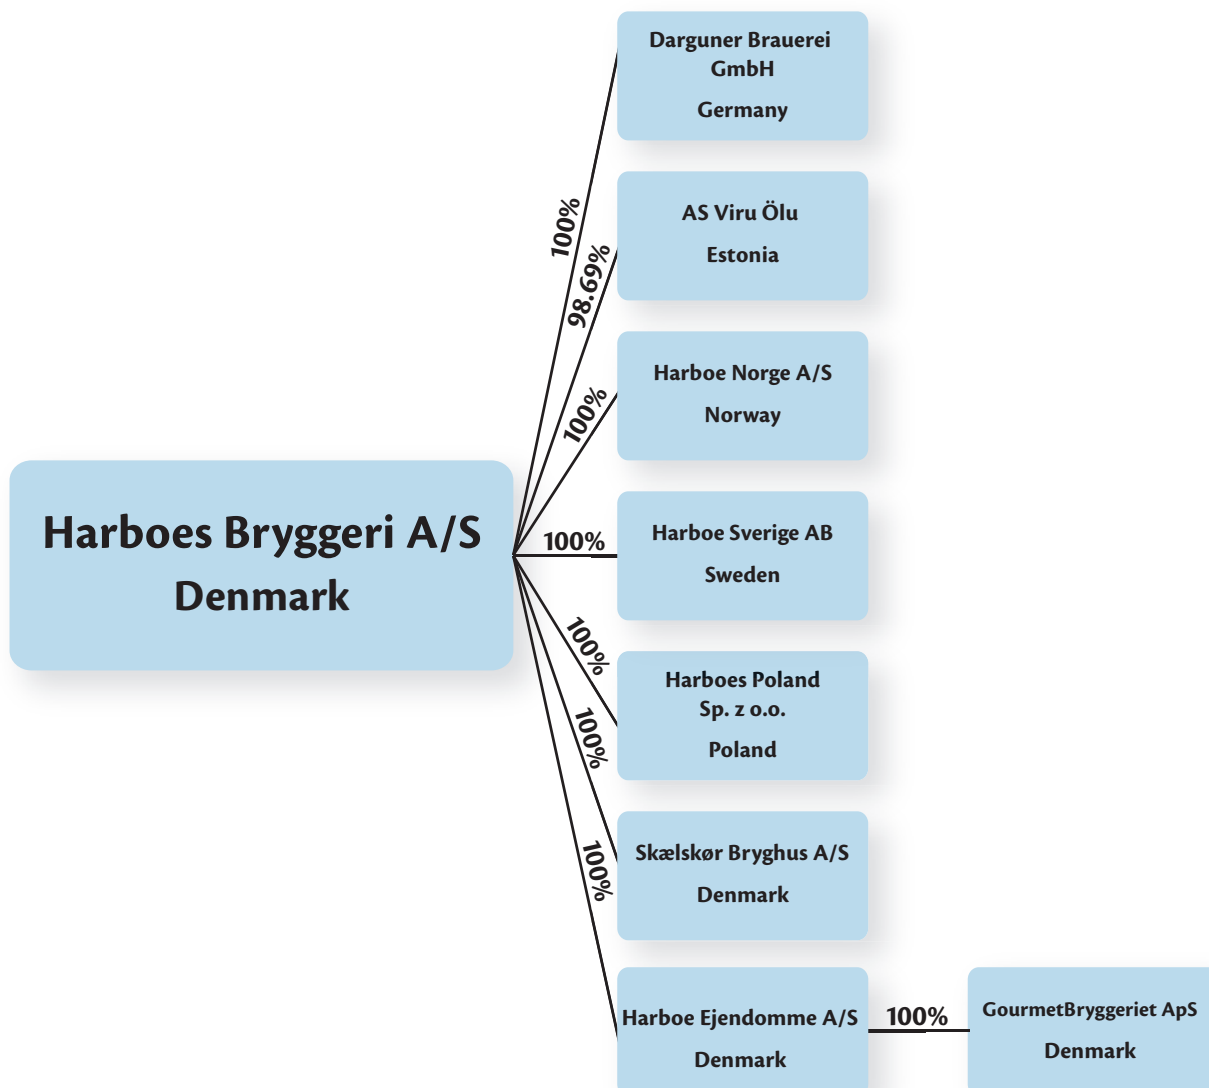 Darguner Brauerei
GmbH
Germany
100%
AS Viru Ölu
Estonia
98.69%
Harboe Norge A/S
Norway
100%
Harboes Bryggeri A/S
Denmark
100%
Harboe Sverige AB
Sweden
100%
Harboes Poland
Sp. z o.o.
Poland
100%
Skælskør Bryghus A/S
Denmark
100%
Harboe Ejendomme A/S
Denmark
100%
GourmetBryggeriet ApS
Denmark